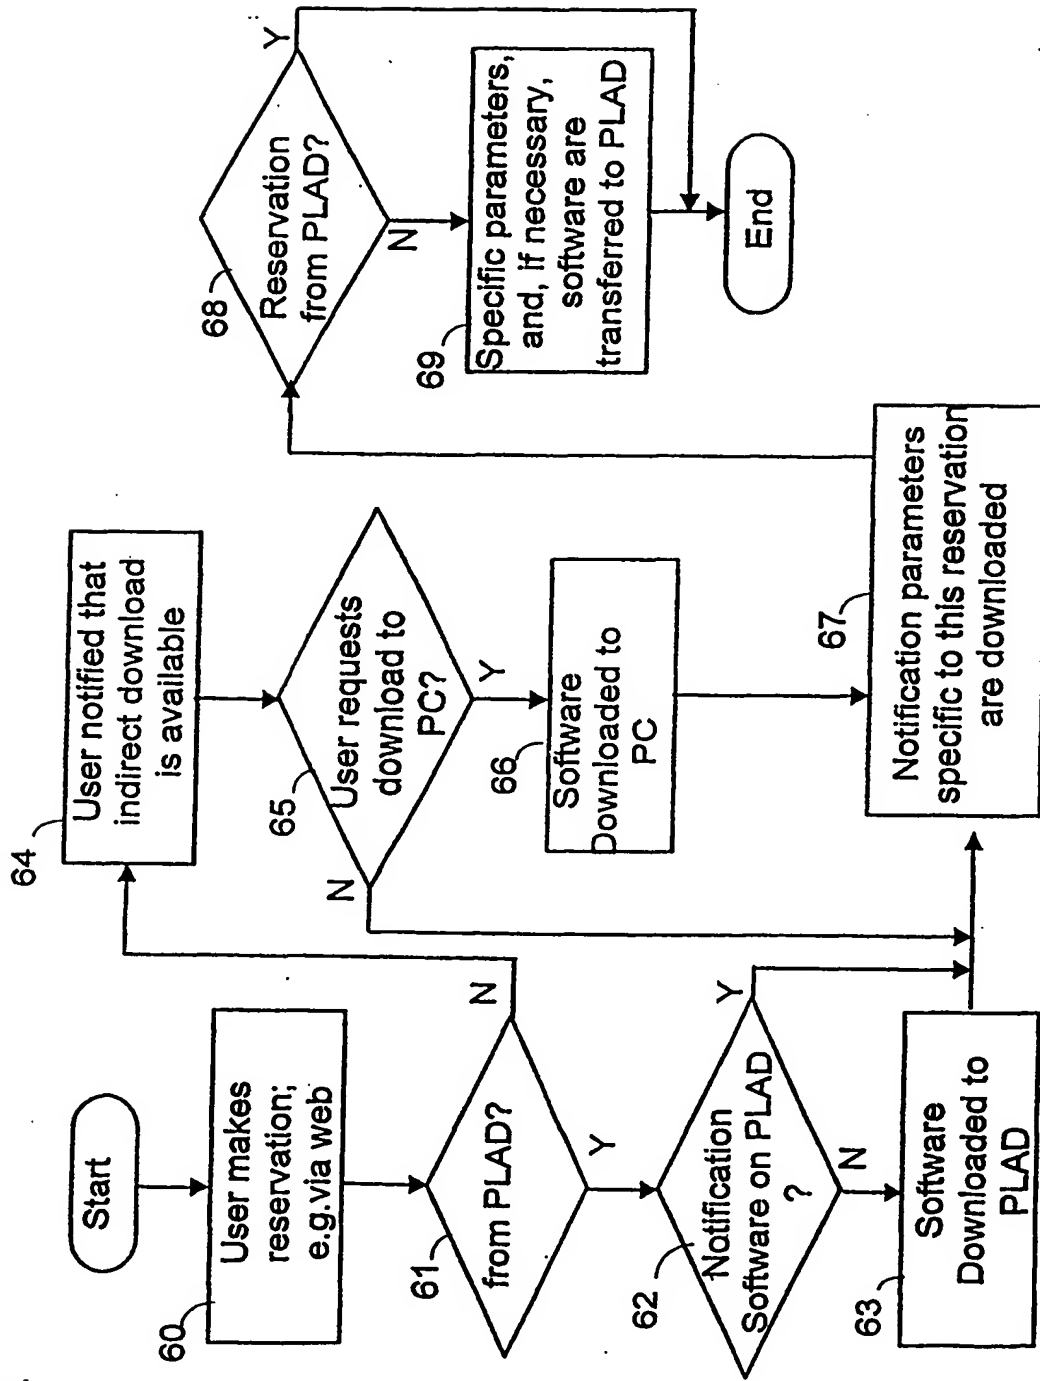 Start
60
User makes
reservation;
e.g.via web
61
from PLAD?
N
Y
62
Notification
Software on PLAD
?
Y
N
63
Software
Downloaded to
PLAD
64
User notified that
indirect download
is available
65
User requests
download to
PC?
N
Y
66
Software
Downloaded to
PC
67
Notification parameters
specific to this reservation
are downloaded
68
Reservation
from PLAD?
Y
N
69
Specific parameters,
and, if necessary,
software are
transferred to PLAD
End